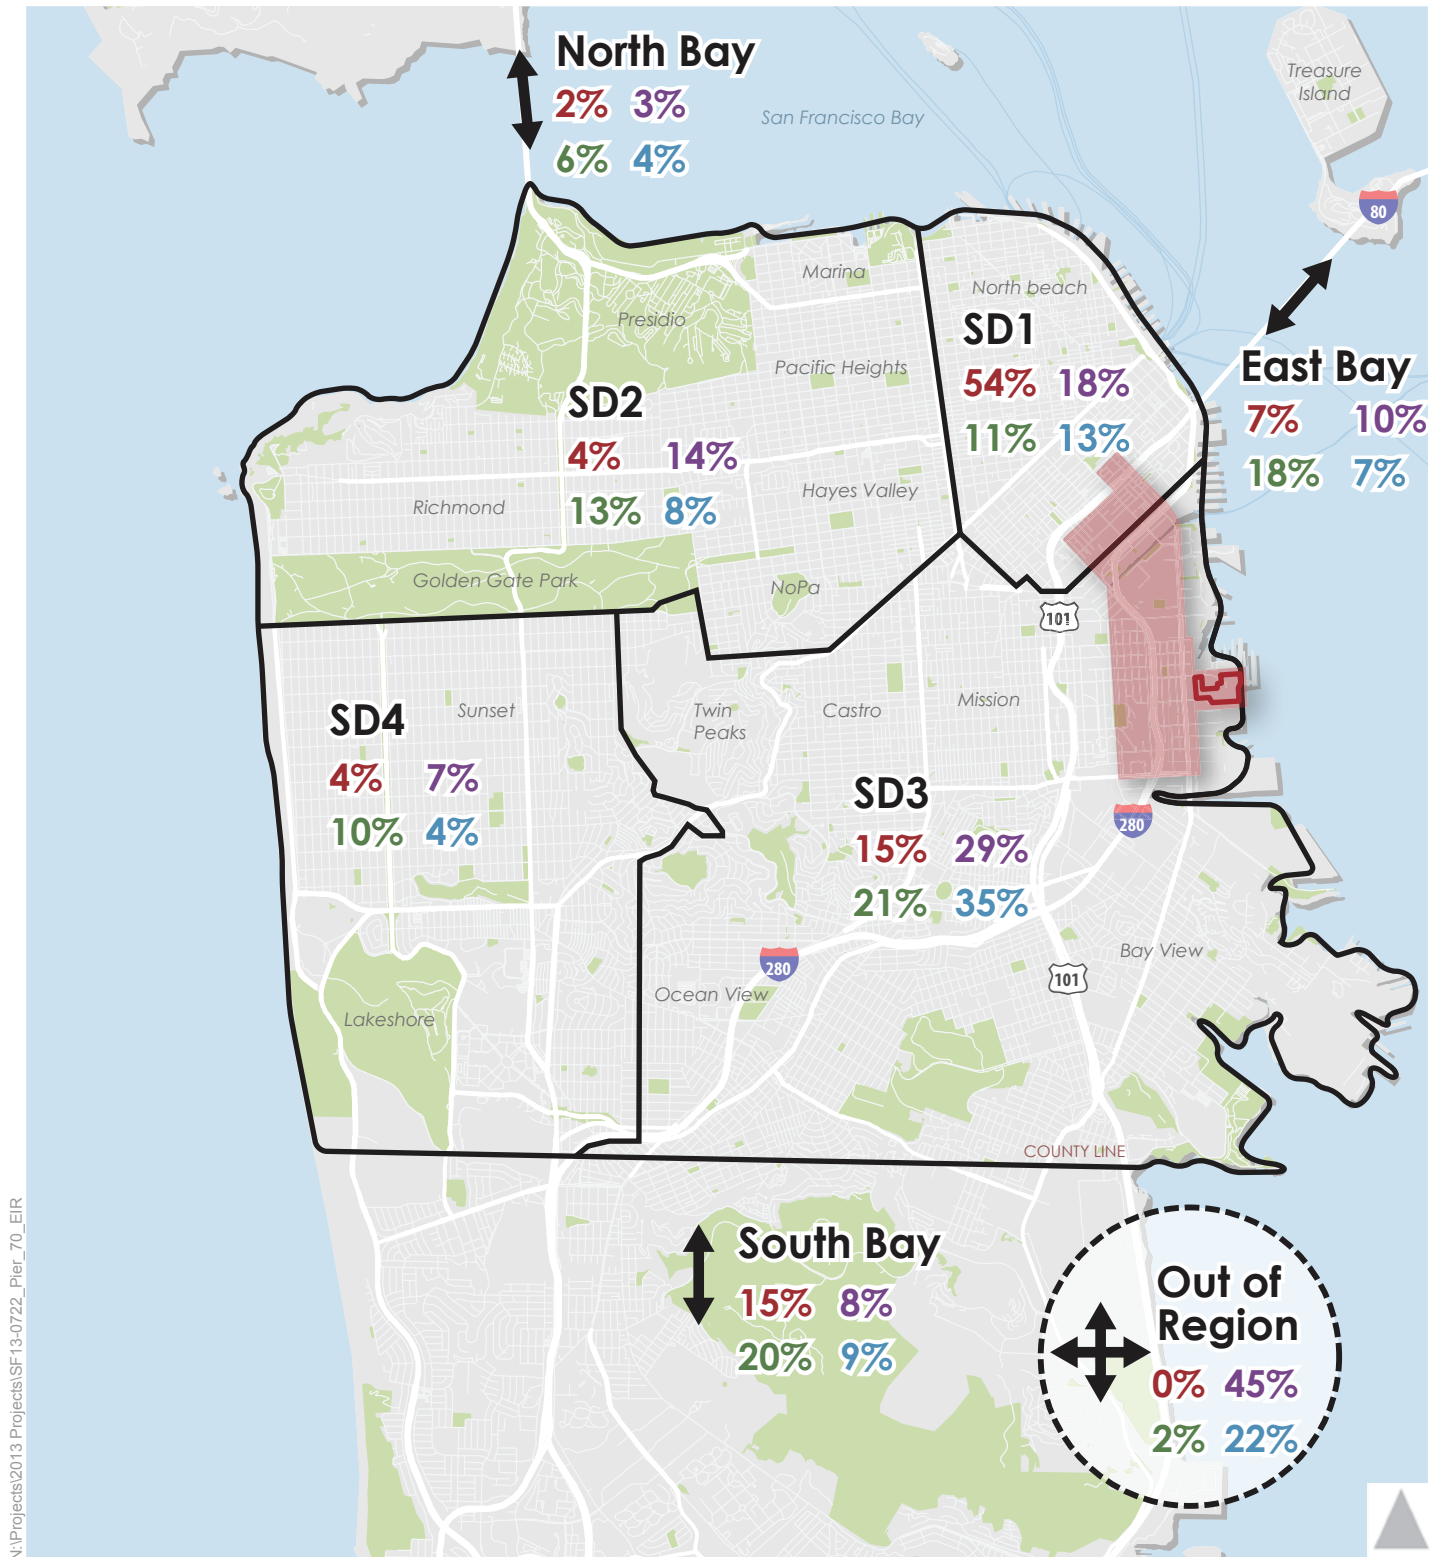 North Bay
2% 3%
6% 4%
San Francisco Bay
Treasure
Island
80
Marina
North beach
Presidio
SD1
Pacific Heights
54% 18%
East Bay
SD2
7% 10%
11% 13%
4% 14%
18% 7%
Hayes Valley
Richmond
13% 8%
Golden Gate Park
NoPa
101
SD4
Sunset
Twin
Peaks
Castro
Mission
4% 7%
SD3
10% 4%
280
15% 29%
21% 35%
Bay View
280
101
Ocean View
Lakeshore
COUNTY LINE
South Bay
15% 8%
20% 9%
Out of
Region
0% 45%
2% 22%
N:\Projects\2013 Projects\SF13-0722_Pier_70_EIR